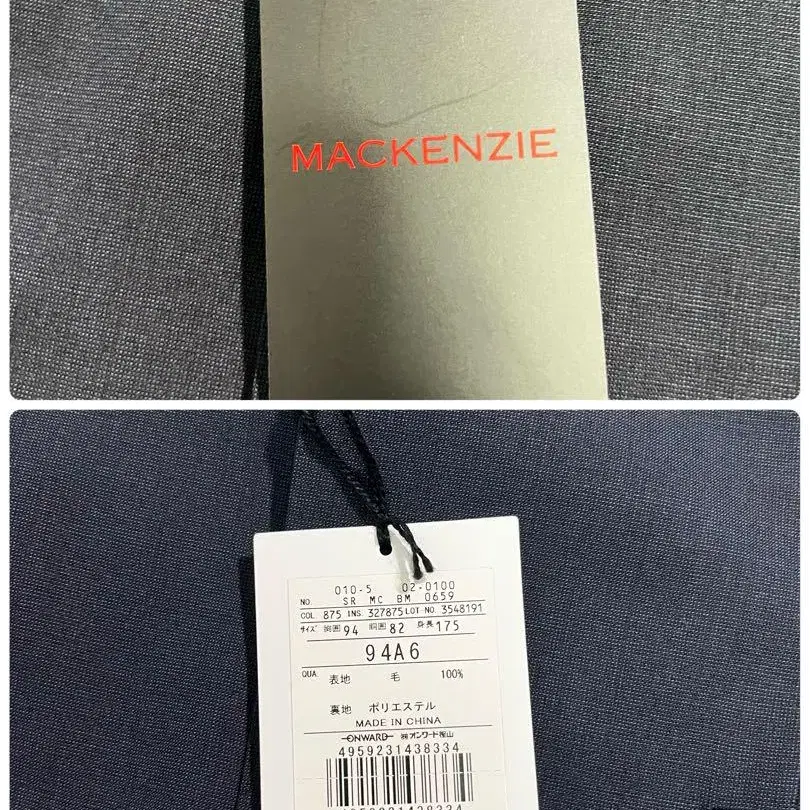 MACKENZIE
010-5 02-0100
NO. SR MC BM 0659
COL. 875 INS. 327875 LOT NO. 3548191
サイズ 胸囲 94 胴囲 82 身長 175
94A6
QUA. 表地 毛 100%
裏地 ポリエステル
MADE IN CHINA
ONWARD ㈱オンワード樫山
4959231438334
4959231438334